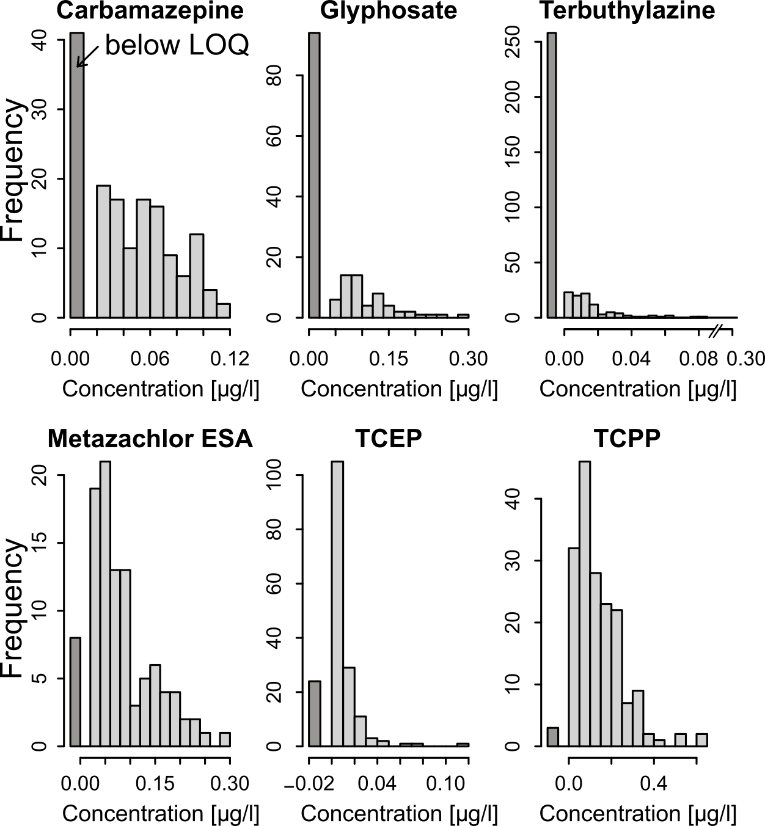 Carbamazepine Glyphosate Terbuthylazine
below LOQ
Frequency
0 10 20 30 40
0 20 40 60 80
0 50 100 150 200 250
0.00 0.06 0.12
0.00 0.15 0.30
0.00 0.04 0.08 0.30
Concentration [µg/l] Concentration [µg/l] Concentration [µg/l]
Metazachlor ESA TCEP TCPP
Frequency
0 5 10 15 20
0 20 40 60 80 100
0 10 20 30 40
0.00 0.15 0.30
−0.02 0.04 0.10
0.0 0.4
Concentration [µg/l] Concentration [µg/l] Concentration [µg/l]